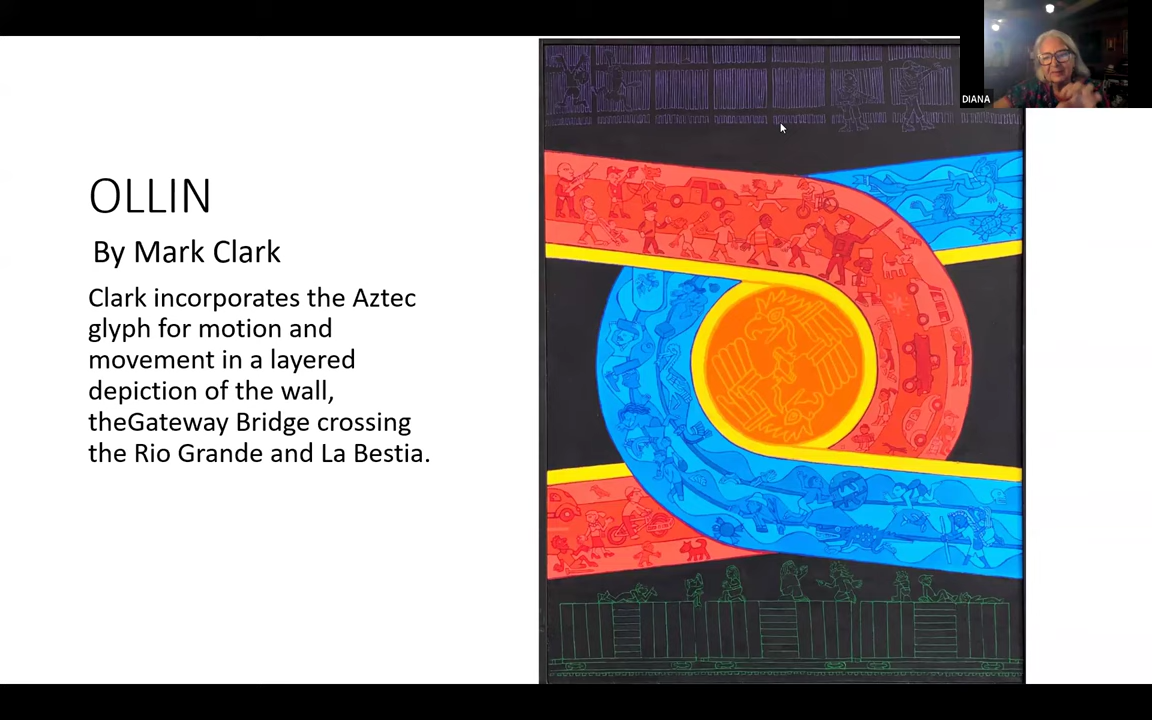 OLLIN
By Mark Clark
Clark incorporates the Aztec
glyph for motion and
movement in a layered
depiction of the wall,
theGateway Bridge crossing
the Rio Grande and La Bestia.
DIANA